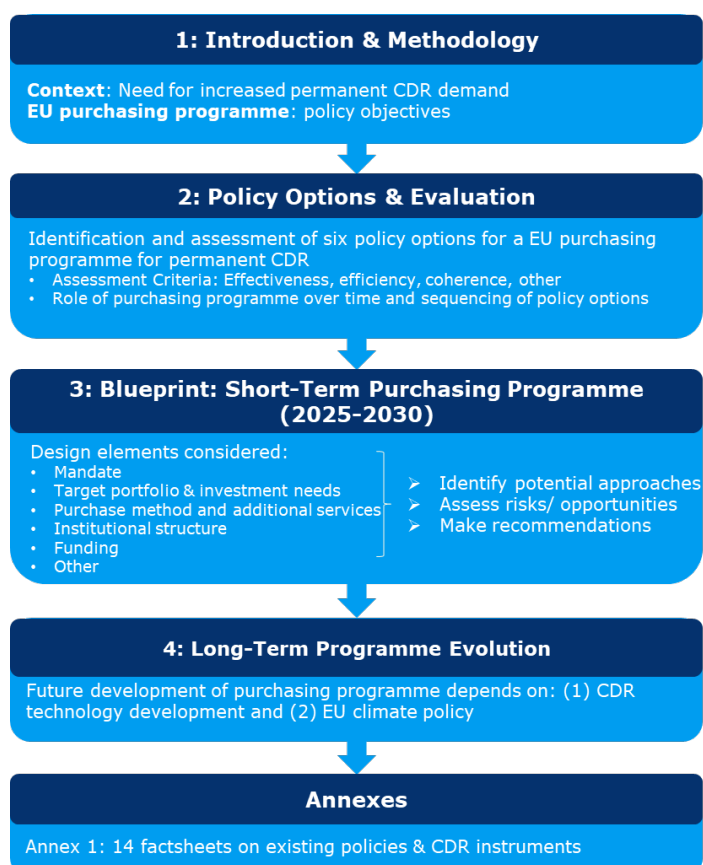 1: Introduction & Methodology
Context: Need for increased permanent CDR demand
EU purchasing programme: policy objectives
2: Policy Options & Evaluation
Identification and assessment of six policy options for a EU purchasing
programme for permanent CDR
• Assessment Criteria: Effectiveness, efficiency, coherence, other
• Role of purchasing programme over time and sequencing of policy options
3: Blueprint: Short-Term Purchasing Programme
(2025-2030)
Design elements considered:
• Mandate
• Target portfolio & investment needs
• Purchase method and additional services
• Institutional structure
• Funding
• Other
➢ Identify potential approaches
➢ Assess risks/ opportunities
➢ Make recommendations
4: Long-Term Programme Evolution
Future development of purchasing programme depends on: (1) CDR
technology development and (2) EU climate policy
Annexes
Annex 1: 14 factsheets on existing policies & CDR instruments